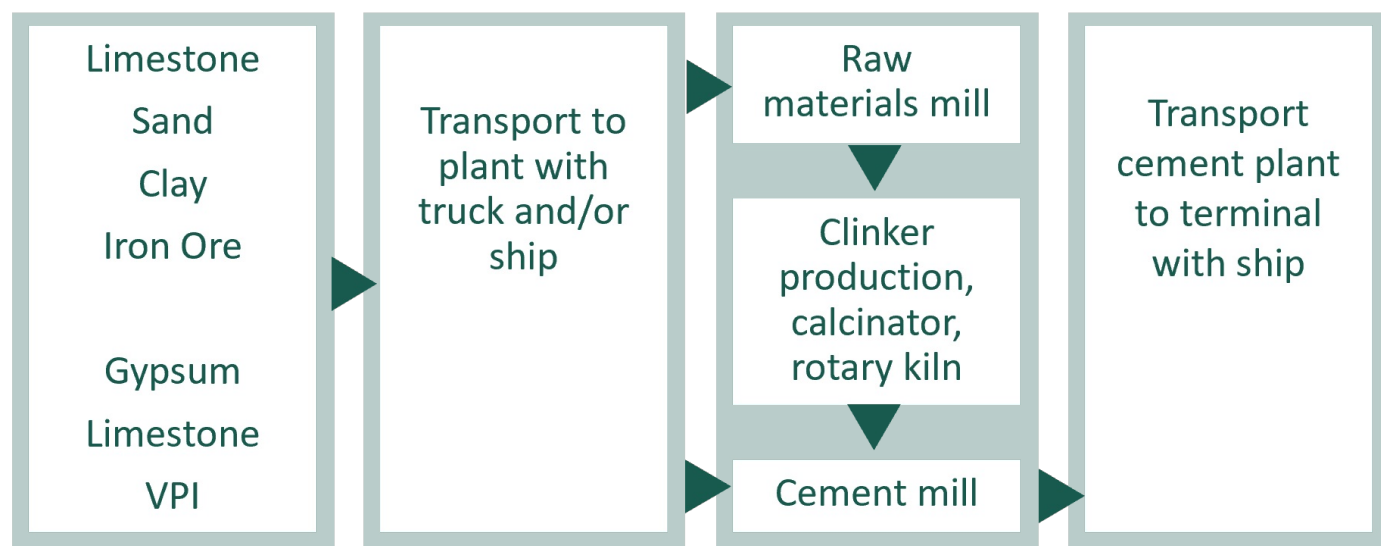 Limestone
Sand
Clay
Iron Ore
Gypsum
Limestone
VPI
Transport to
plant with
truck and/or
ship
Raw
materials mill
Clinker
production,
calcinator,
rotary kiln
Cement mill
Transport
cement plant
to terminal
with ship